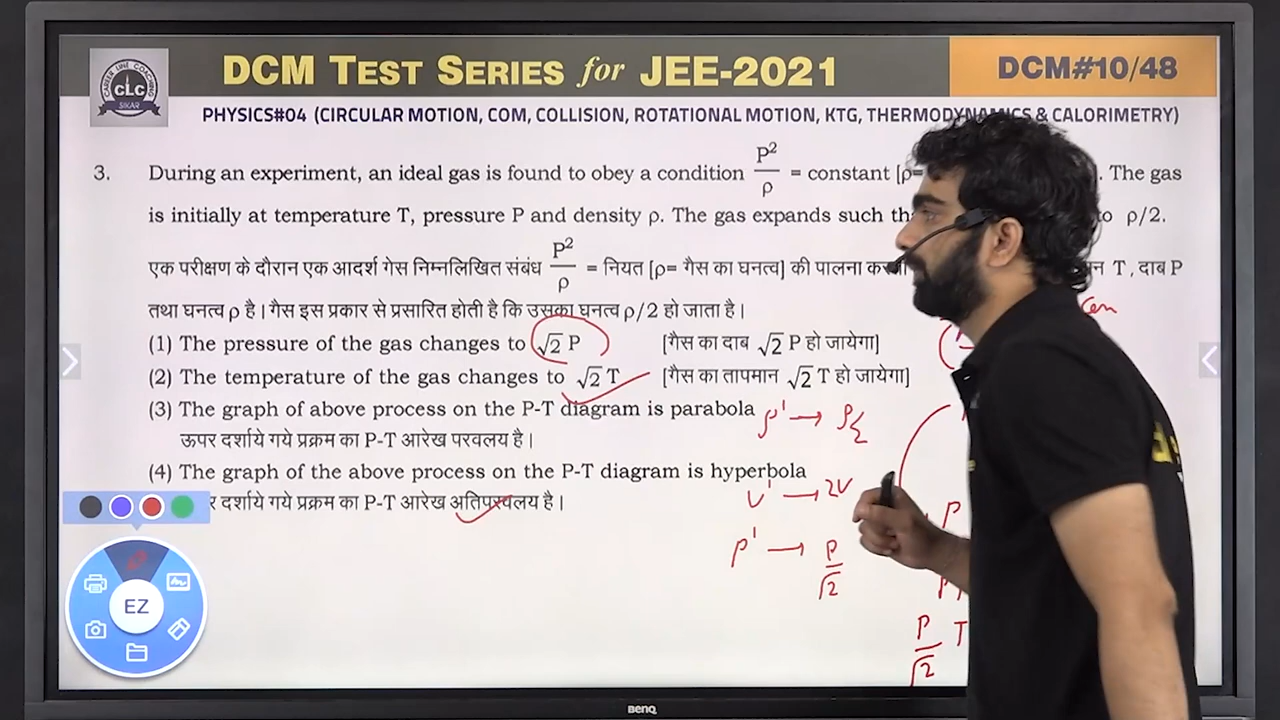 CAREER LINE COACHING
CLC
SIKAR
DCM TEST SERIES for JEE-2021
DCM#10/48
PHYSICS#04 (CIRCULAR MOTION, COM, COLLISION, ROTATIONAL MOTION, KTG, THERMODYNAMICS & CALORIMETRY)
3. During an experiment, an ideal gas is found to obey a condition P²/ρ = constant [ρ= . The gas
is initially at temperature T, pressure P and density ρ. The gas expands such to ρ/2.
एक परीक्षण के दौरान एक आदर्श गेस निम्नलिखित संबंध P²/ρ = नियत [ρ= गैस का घनत्व] की पालना T, दाब P
तथा घनत्व ρ है। गैस इस प्रकार से प्रसारित होती है कि उसका घनत्व ρ/2 हो जाता है।
(1) The pressure of the gas changes to √2 P [गैस का दाब √2 P हो जायेगा]
(2) The temperature of the gas changes to √2 T [गैस का तापमान √2 T हो जायेगा]
(3) The graph of above process on the P-T diagram is parabola
ऊपर दर्शाये गये प्रक्रम का P-T आरेख परवलय है।
ρ' → ρ/2
(4) The graph of the above process on the P-T diagram is hyperbola
र दर्शाये गये प्रक्रम का P-T आरेख अतिपरवलय है।
V' → 2V
P
P' → P/√2
EZ
P/√2 T
BenQ